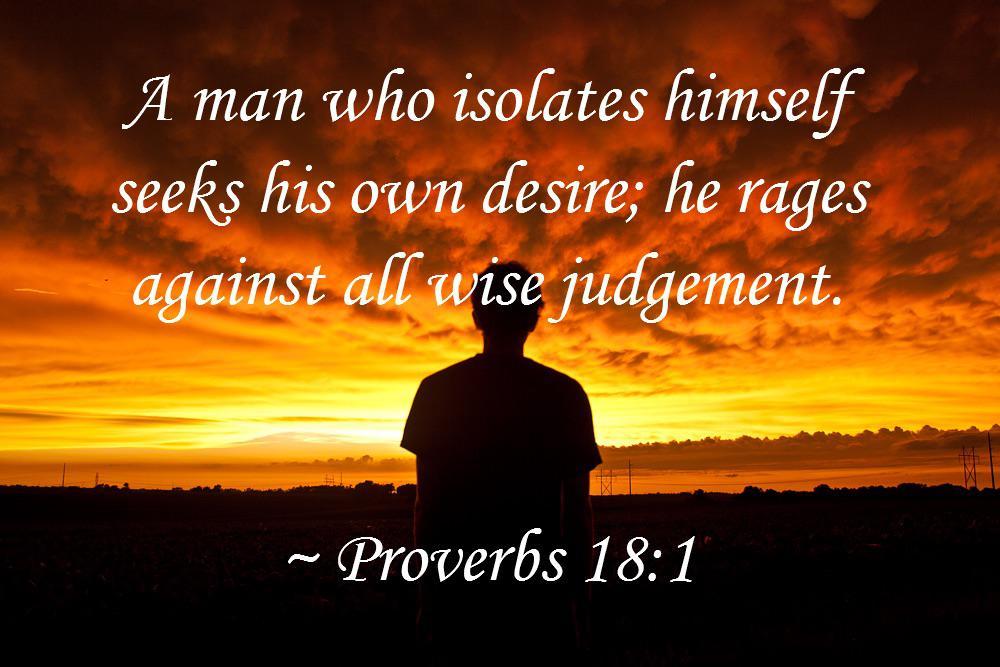 A man who isolates himself
seeks his own desire; he rages
against all wise judgement.
~ Proverbs 18:1